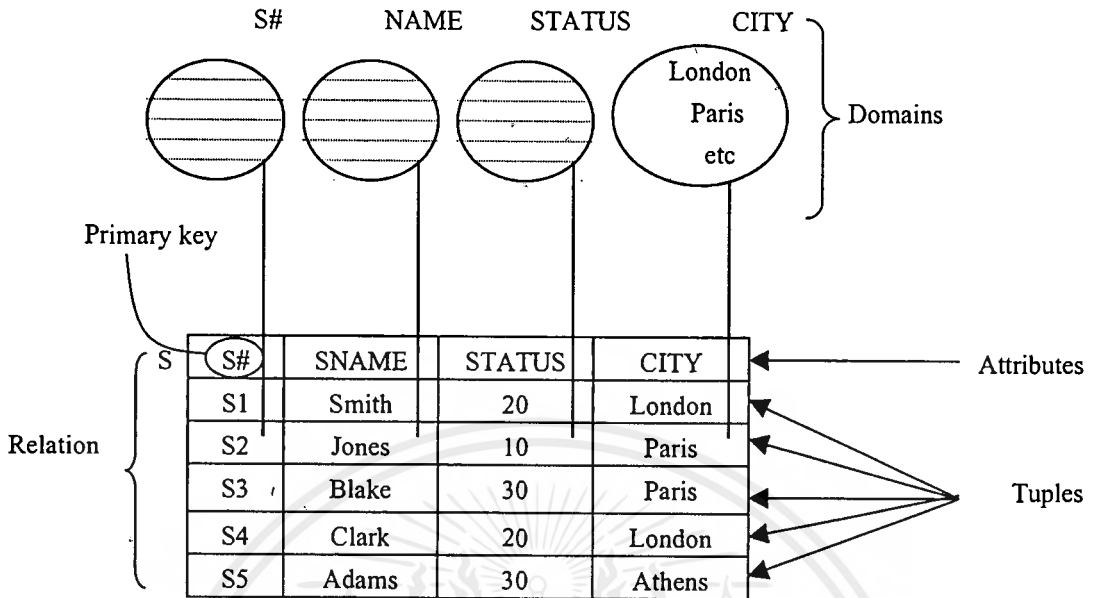 S# NAME STATUS CITY
London
Paris
etc
Domains
Primary key
S S# SNAME STATUS CITY Attributes
S1 Smith 20 London
Relation S2 Jones 10 Paris
S3 Blake 30 Paris Tuples
S4 Clark 20 London
S5 Adams 30 Athens